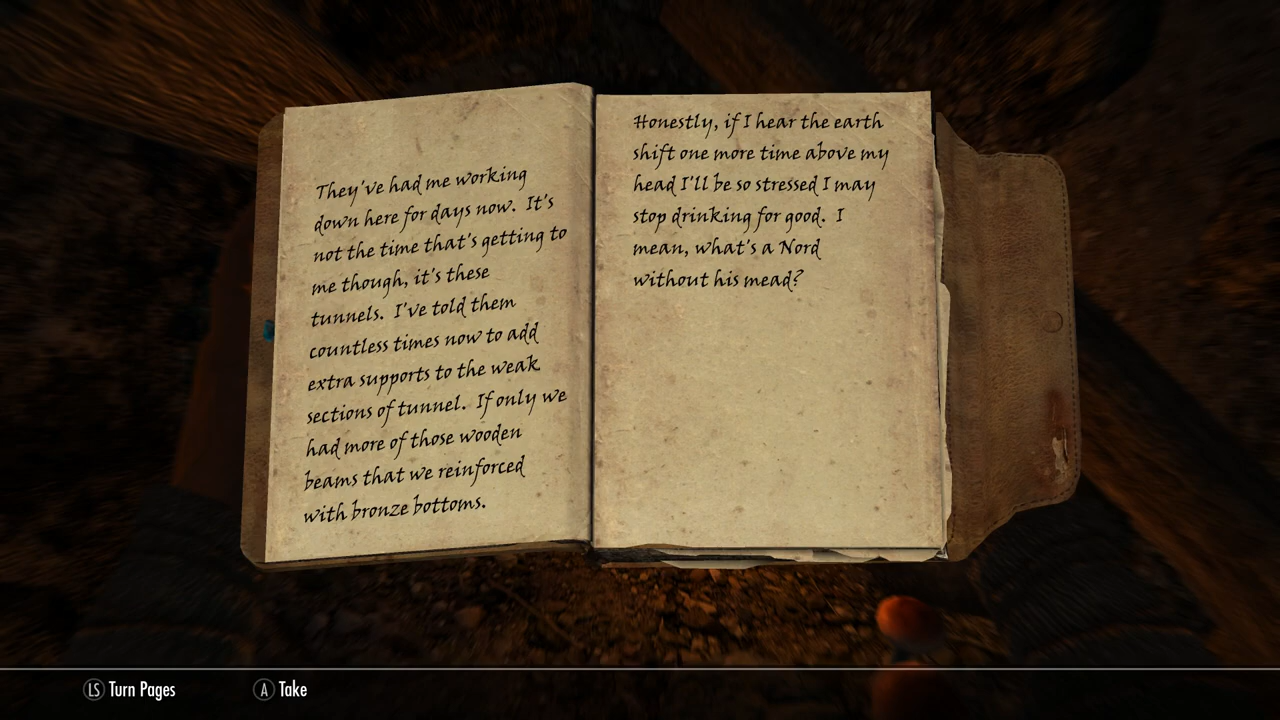 They've had me working
down here for days now. It's
not the time that's getting to
me though, it's these
tunnels. I've told them
countless times now to add
extra supports to the weak
sections of tunnel. If only we
had more of those wooden
beams that we reinforced
with bronze bottoms.
Honestly, if I hear the earth
shift one more time above my
head I'll be so stressed I may
stop drinking for good. I
mean, what's a Nord
without his mead?
LS Turn Pages
A Take